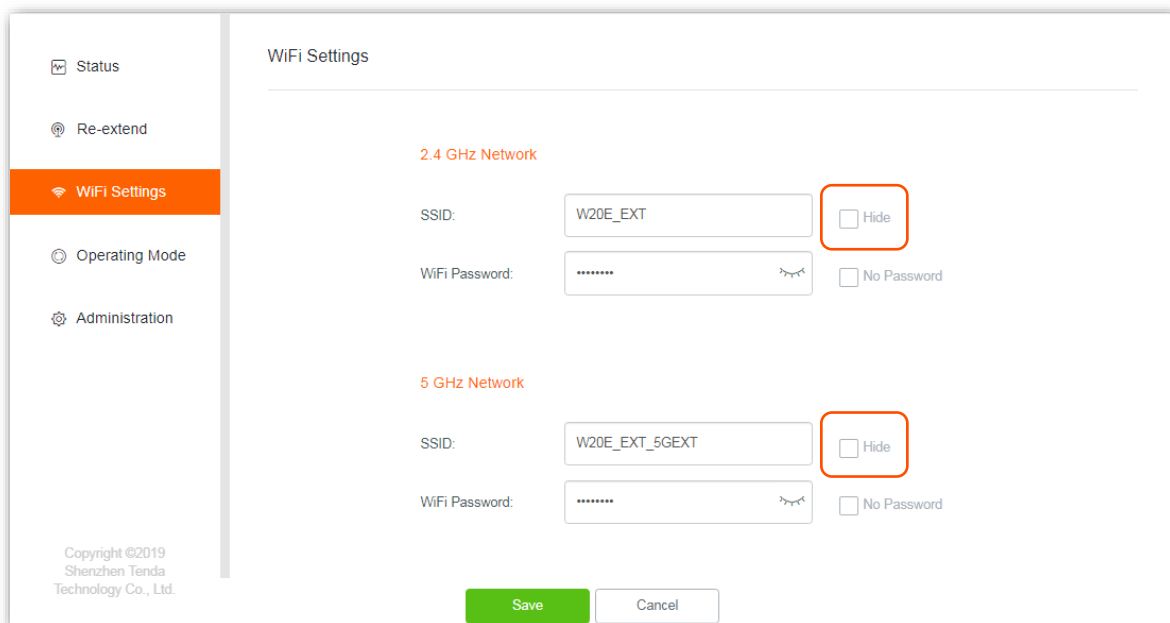 Status
Re-extend
WiFi Settings
Operating Mode
Administration
Copyright ©2019
Shenzhen Tenda
Technology Co., Ltd.
WiFi Settings
2.4 GHz Network
SSID: W20E_EXT Hide
WiFi Password: •••••••• No Password
5 GHz Network
SSID: W20E_EXT_5GEXT Hide
WiFi Password: •••••••• No Password
Save Cancel